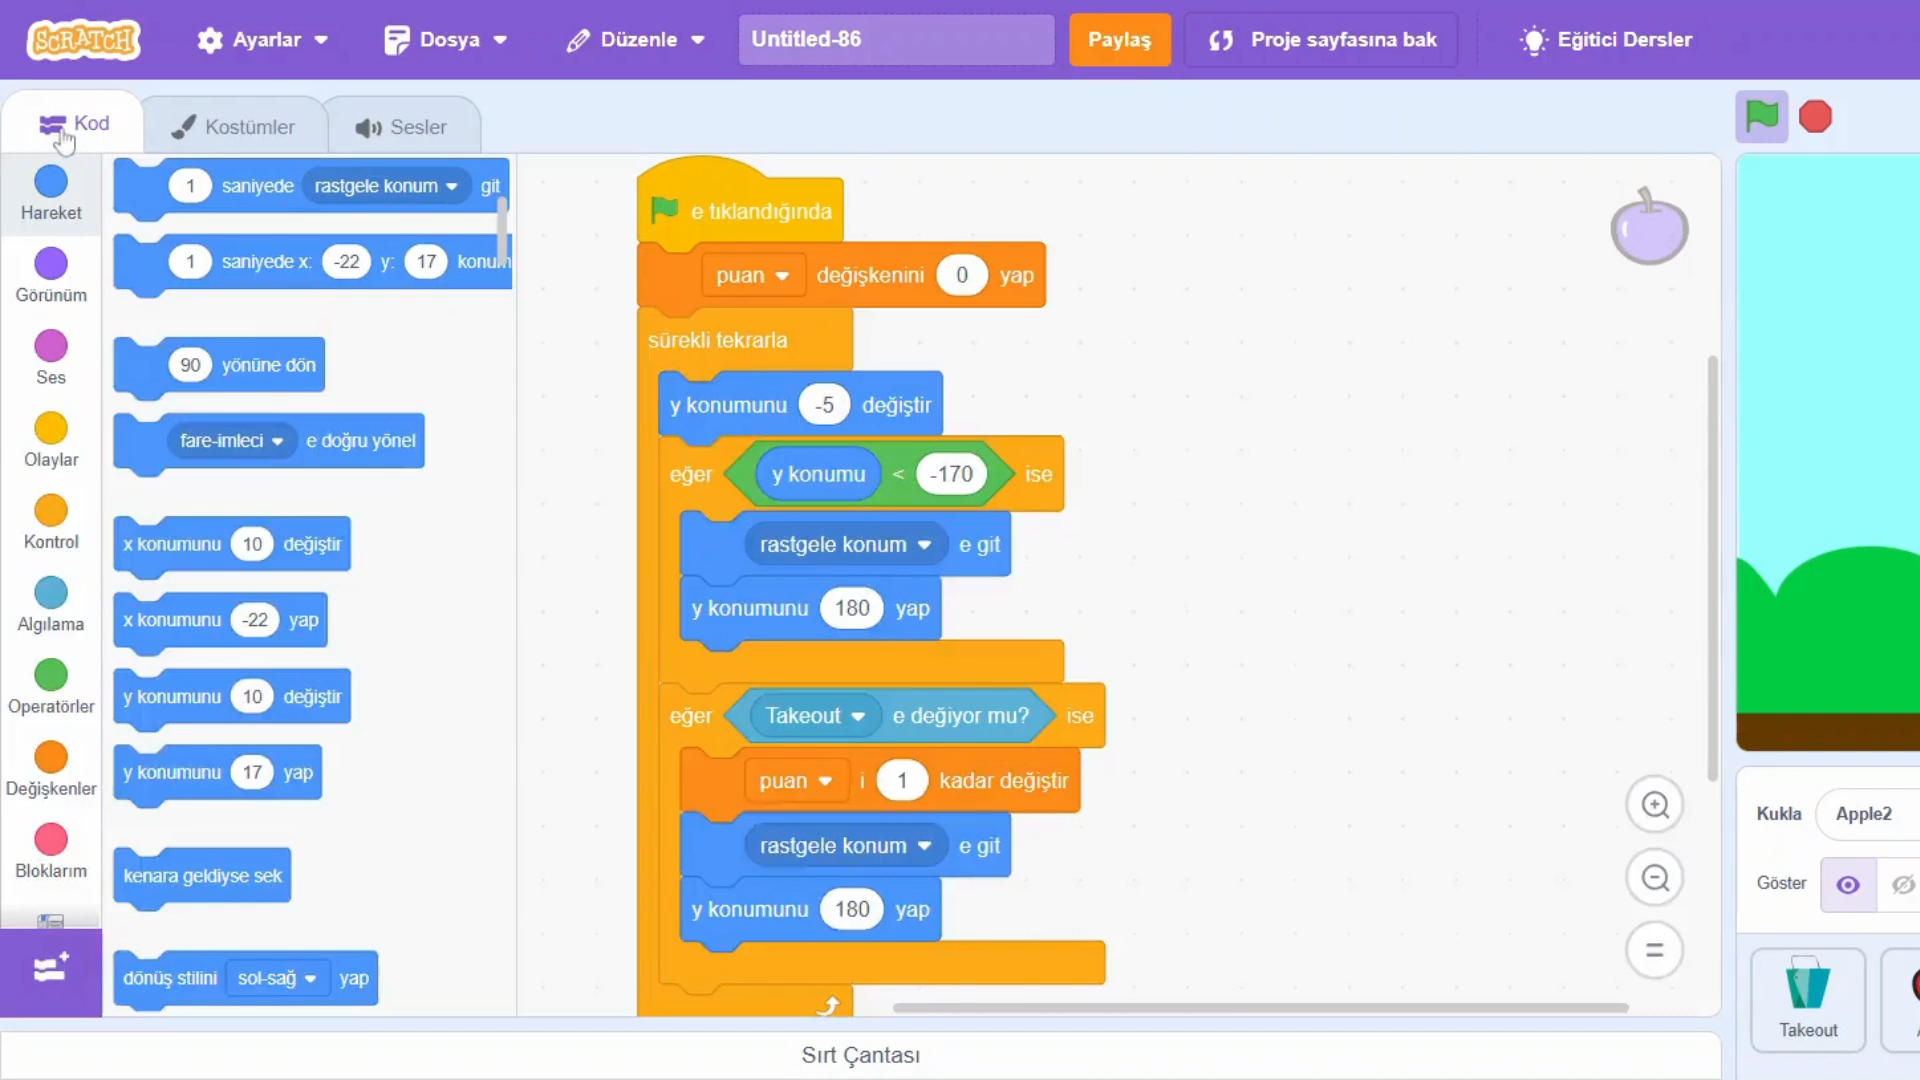 SCRATCH Ayarlar Dosya Düzenle Untitled-86 Paylaş Proje sayfasına bak Eğitici Dersler
Kod Kostümler Sesler
Hareket
Görünüm
Ses
Olaylar
Kontrol
Algılama
Operatörler
Değişkenler
Bloklarım
1 saniyede rastgele konum git
1 saniyede x: -22 y: 17 konum
90 yönüne dön
fare-imleci e doğru yönel
x konumunu 10 değiştir
x konumunu -22 yap
y konumunu 10 değiştir
y konumunu 17 yap
kenara geldiyse sek
dönüş stilini sol-sağ yap
e tıklandığında
puan değişkenini 0 yap
sürekli tekrarla
y konumunu -5 değiştir
eğer y konumu < -170 ise
rastgele konum e git
y konumunu 180 yap
eğer Takeout e değiyor mu? ise
puan i 1 kadar değiştir
rastgele konum e git
y konumunu 180 yap
Kukla Apple2
Göster
Takeout
Sırt Çantası